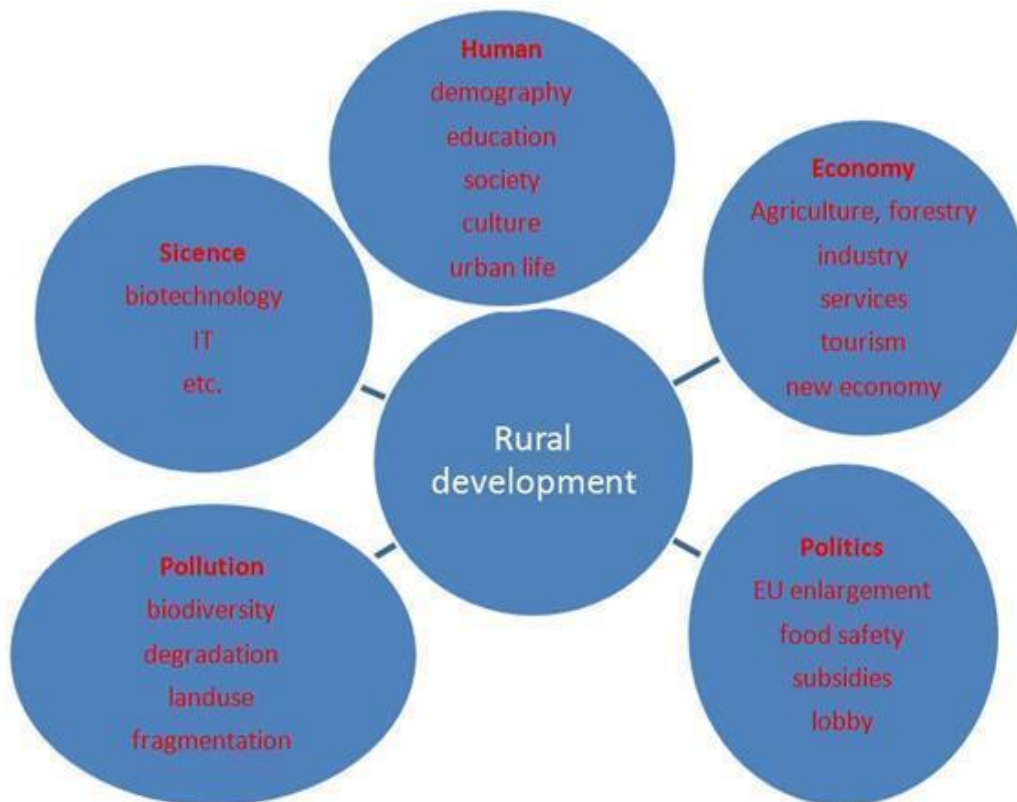 Human
demography
education
society
culture
urban life
Economy
Agriculture, forestry
industry
services
tourism
new economy
Sicence
biotechnology
IT
etc.
Rural
development
Pollution
biodiversity
degradation
landuse
fragmentation
Politics
EU enlargement
food safety
subsidies
lobby